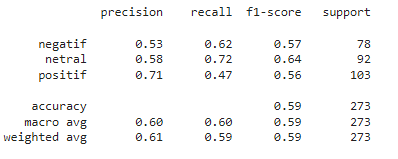 precision recall f1-score support
negatif 0.53 0.62 0.57 78
netral 0.58 0.72 0.64 92
positif 0.71 0.47 0.56 103
accuracy 0.59 273
macro avg 0.60 0.60 0.59 273
weighted avg 0.61 0.59 0.59 273